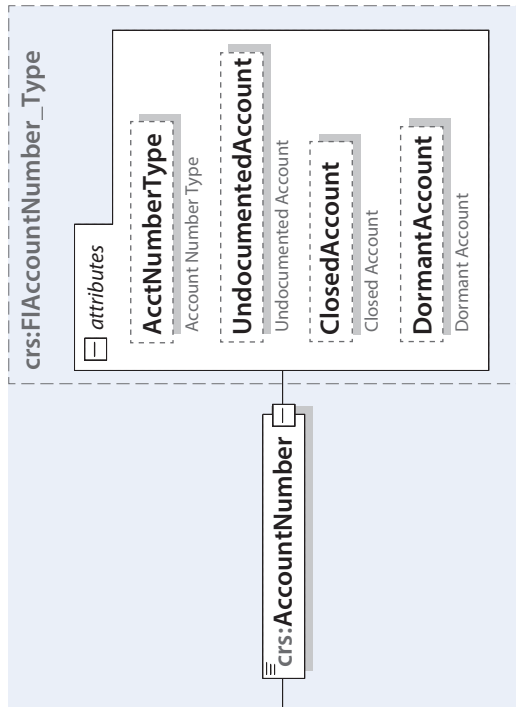 crs:FIAccountNumber_Type
attributes
AcctNumberType
Account Number Type
UndocumentedAccount
Undocumented Account
ClosedAccount
Closed Account
DormantAccount
Dormant Account
crs:AccountNumber